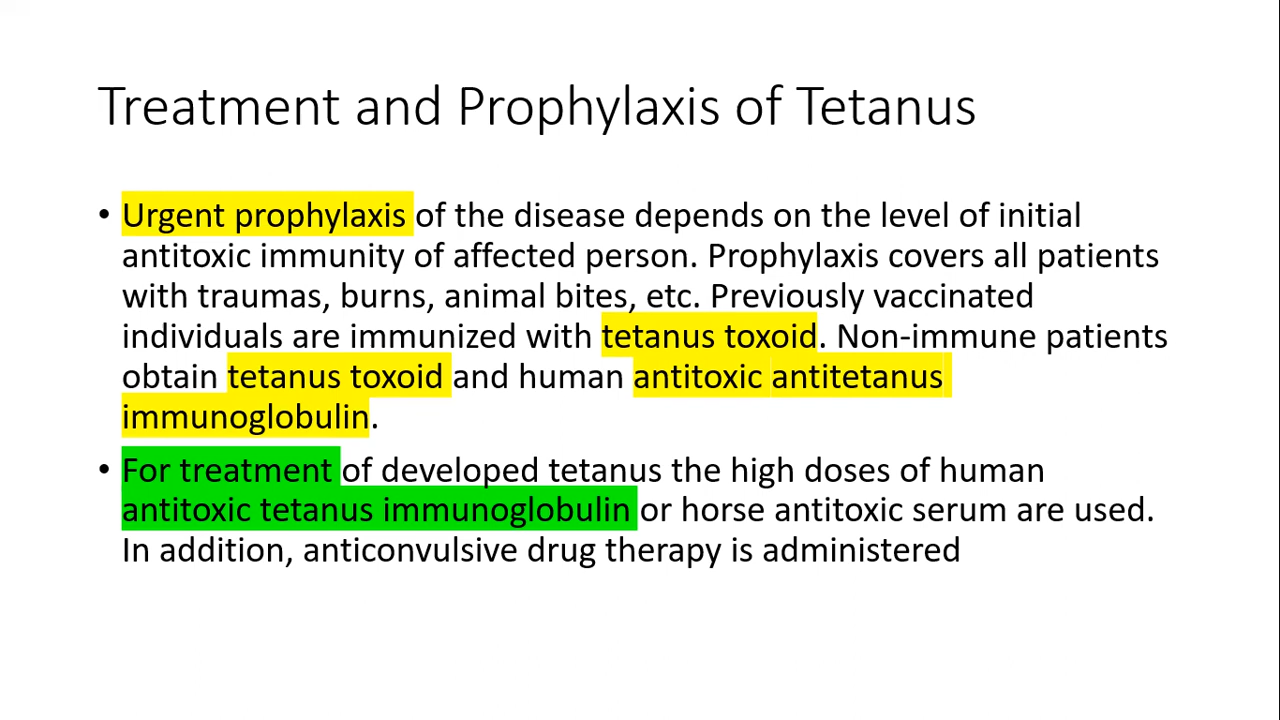 Treatment and Prophylaxis of Tetanus
• Urgent prophylaxis of the disease depends on the level of initial
antitoxic immunity of affected person. Prophylaxis covers all patients
with traumas, burns, animal bites, etc. Previously vaccinated
individuals are immunized with tetanus toxoid. Non-immune patients
obtain tetanus toxoid and human antitoxic antitetanus
immunoglobulin.
• For treatment of developed tetanus the high doses of human
antitoxic tetanus immunoglobulin or horse antitoxic serum are used.
In addition, anticonvulsive drug therapy is administered